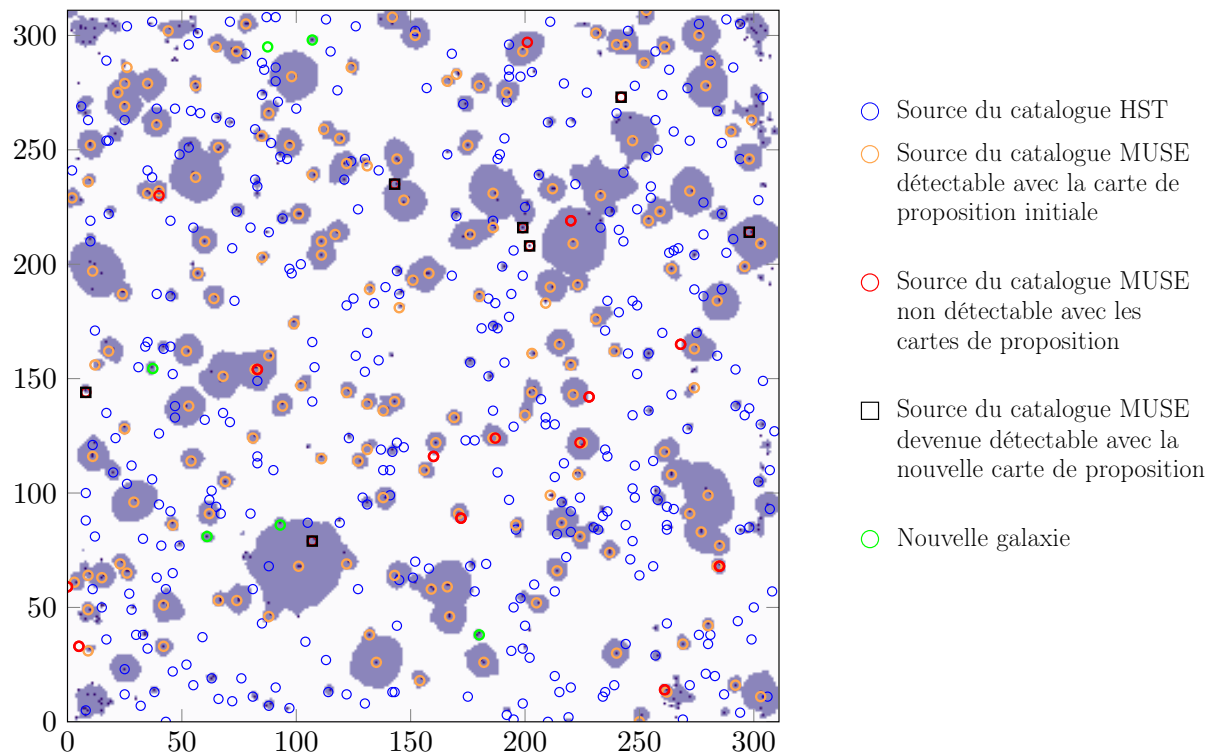 300
250
200
150
100
50
0
0 50 100 150 200 250 300
Source du catalogue HST
Source du catalogue MUSE
détectable avec la carte de
proposition initiale
Source du catalogue MUSE
non détectable avec les
cartes de proposition
Source du catalogue MUSE
devenue détectable avec la
nouvelle carte de proposition
Nouvelle galaxie